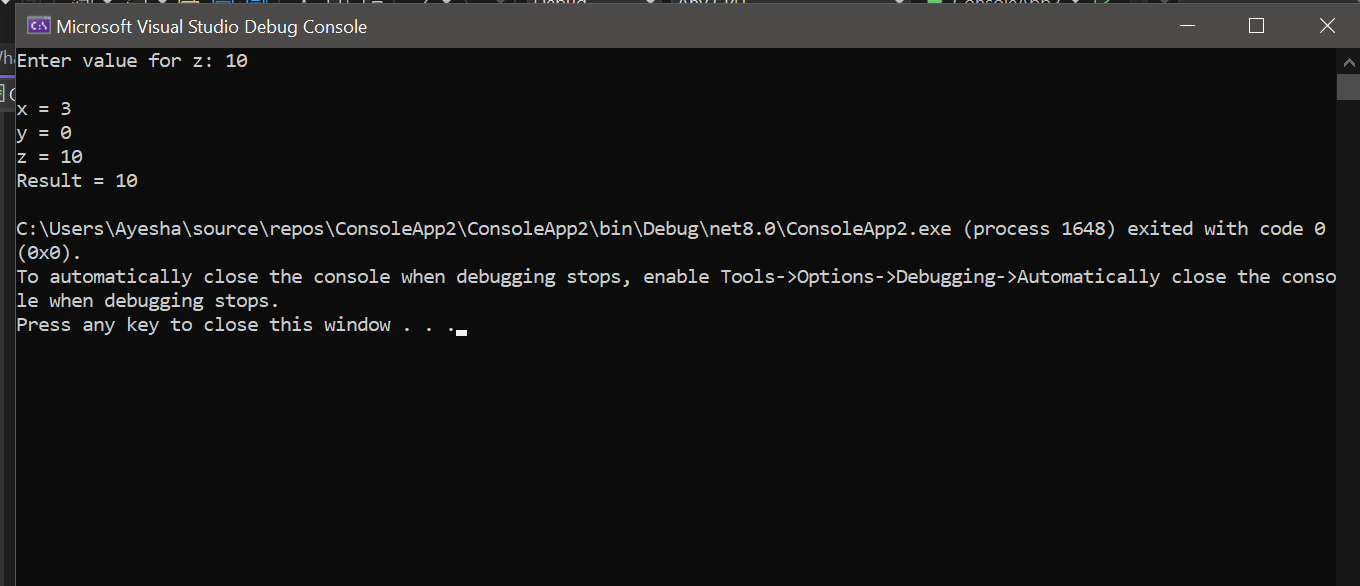 Microsoft Visual Studio Debug Console
Enter value for z: 10
x = 3
y = 0
z = 10
Result = 10
C:\Users\Ayesha\source\repos\ConsoleApp2\ConsoleApp2\bin\Debug\net8.0\ConsoleApp2.exe (process 1648) exited with code 0
(0x0).
To automatically close the console when debugging stops, enable Tools->Options->Debugging->Automatically close the conso
le when debugging stops.
Press any key to close this window . . .